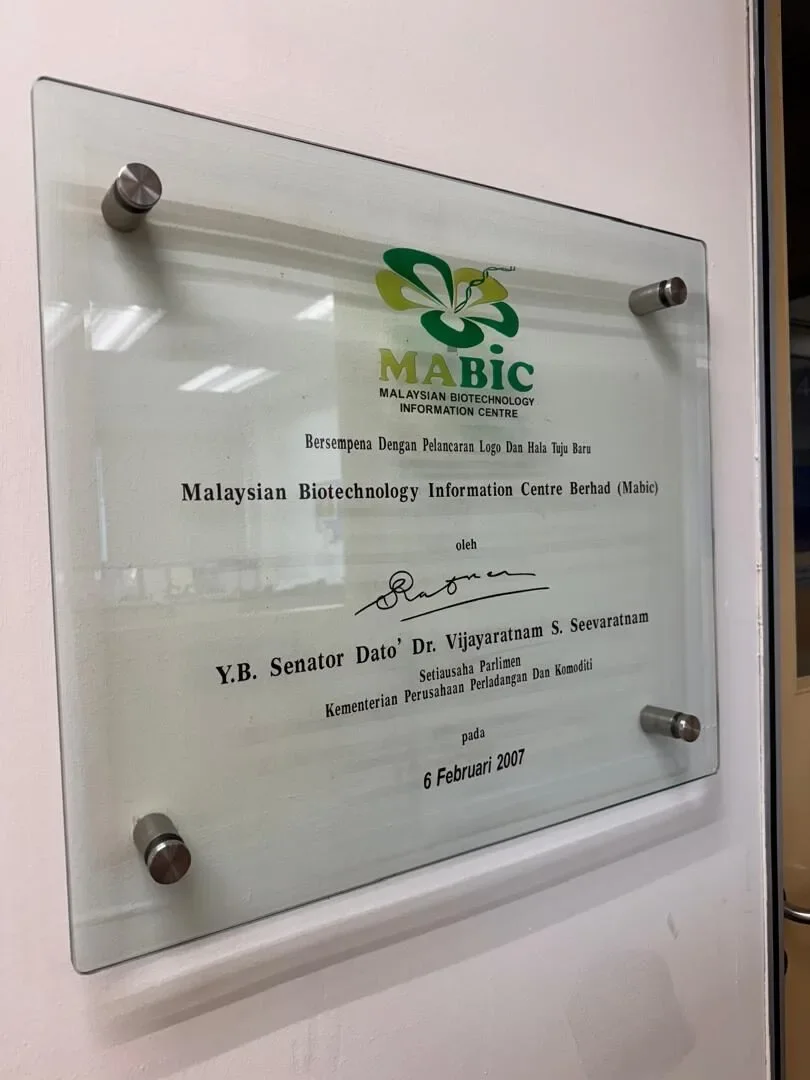 MABiC
MALAYSIAN BIOTECHNOLOGY
INFORMATION CENTRE
Bersempena Dengan Pelancaran Logo Dan Hala Tuju Baru
Malaysian Biotechnology Information Centre Berhad (Mabic)
oleh
Y.B. Senator Dato' Dr. Vijayaratnam S. Seevaratnam
Setiausaha Parlimen
Kementerian Perusahaan Perladangan Dan Komoditi
pada
6 Februari 2007